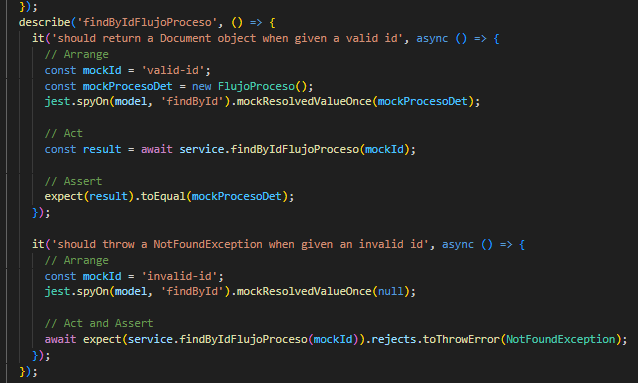 });
describe('findByIdFlujoProceso', () => {
it('should return a Document object when given a valid id', async () => {
// Arrange
const mockId = 'valid-id';
const mockProcesoDet = new FlujoProceso();
jest.spyOn(model, 'findById').mockResolvedValueOnce(mockProcesoDet);
// Act
const result = await service.findByIdFlujoProceso(mockId);
// Assert
expect(result).toEqual(mockProcesoDet);
});
it('should throw a NotFoundException when given an invalid id', async () => {
// Arrange
const mockId = 'invalid-id';
jest.spyOn(model, 'findById').mockResolvedValueOnce(null);
// Act and Assert
await expect(service.findByIdFlujoProceso(mockId)).rejects.toThrowError(NotFoundException);
});
});